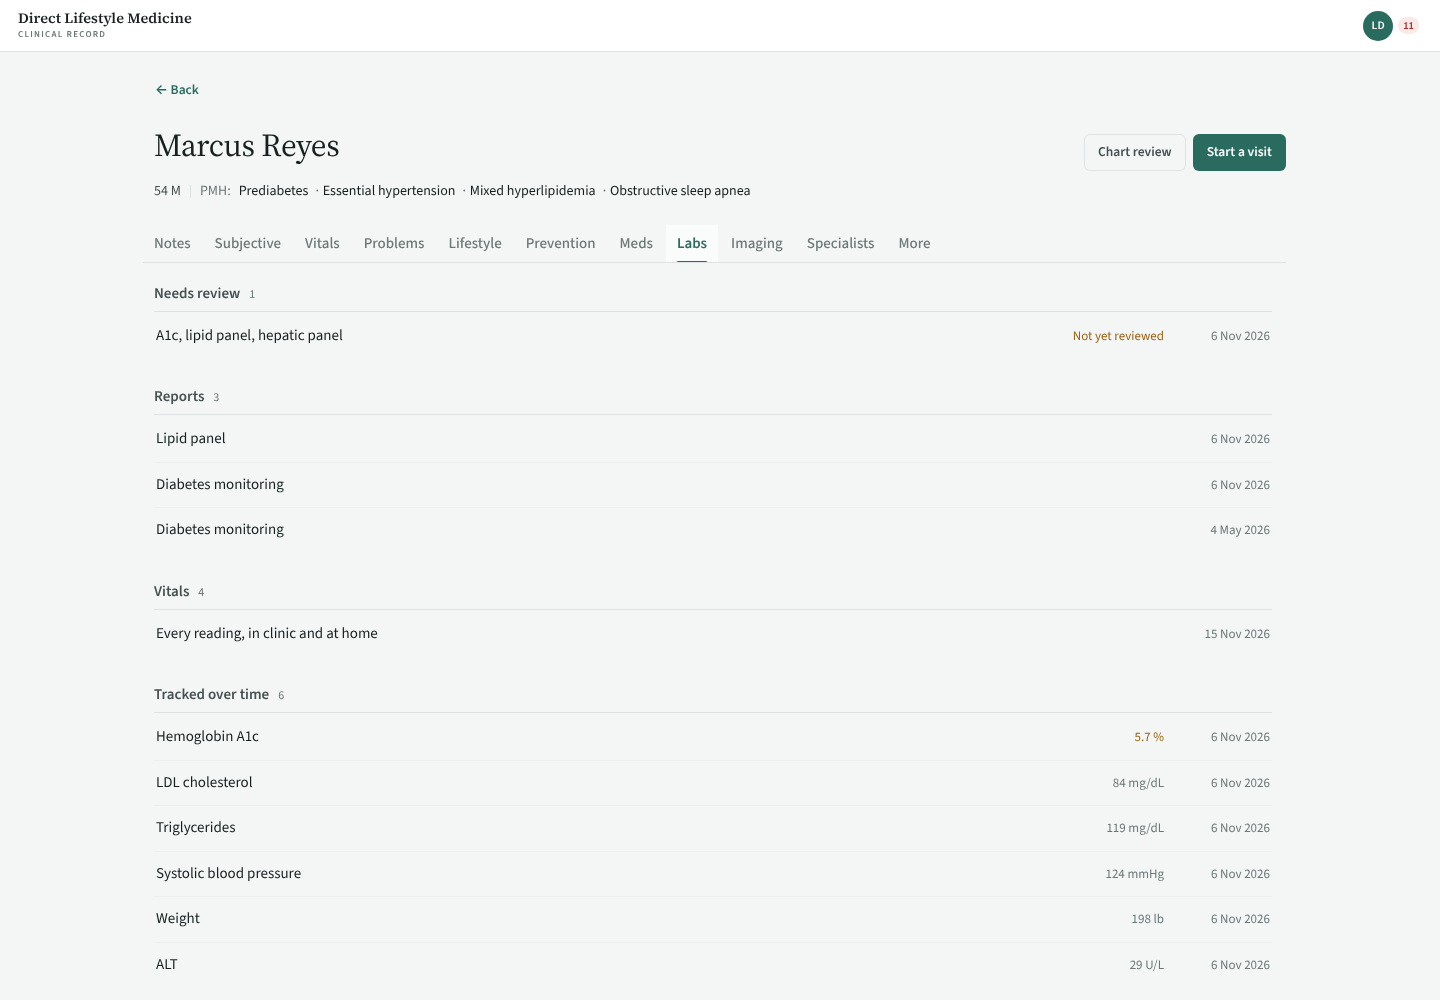 Direct Lifestyle Medicine
CLINICAL RECORD
LD 11
← Back
Marcus Reyes
Chart review Start a visit
54 M | PMH: Prediabetes · Essential hypertension · Mixed hyperlipidemia · Obstructive sleep apnea
Notes Subjective Vitals Problems Lifestyle Prevention Meds Labs Imaging Specialists More
Needs review 1
A1c, lipid panel, hepatic panel Not yet reviewed 6 Nov 2026
Reports 3
Lipid panel 6 Nov 2026
Diabetes monitoring 6 Nov 2026
Diabetes monitoring 4 May 2026
Vitals 4
Every reading, in clinic and at home 15 Nov 2026
Tracked over time 6
Hemoglobin A1c 5.7 % 6 Nov 2026
LDL cholesterol 84 mg/dL 6 Nov 2026
Triglycerides 119 mg/dL 6 Nov 2026
Systolic blood pressure 124 mmHg 6 Nov 2026
Weight 198 lb 6 Nov 2026
ALT 29 U/L 6 Nov 2026